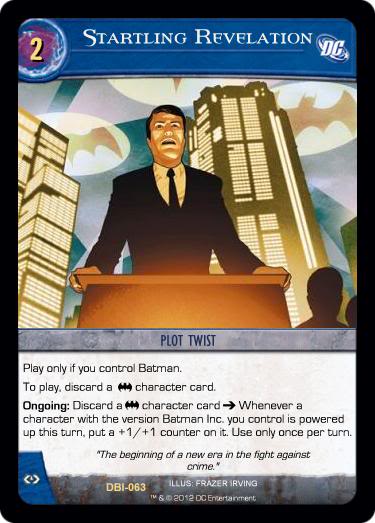 2
STARTLING REVELATION
DC
PLOT TWIST
Play only if you control Batman.
To play, discard a character card.
Ongoing: Discard a character card ➔ Whenever a
character with the version Batman Inc. you control is powered
up this turn, put a +1/+1 counter on it. Use only once per turn.
"The beginning of a new era in the fight against
crime."
DBI-063
ILLUS: FRAZER IRVING
™ & © 2012 DC Entertainment